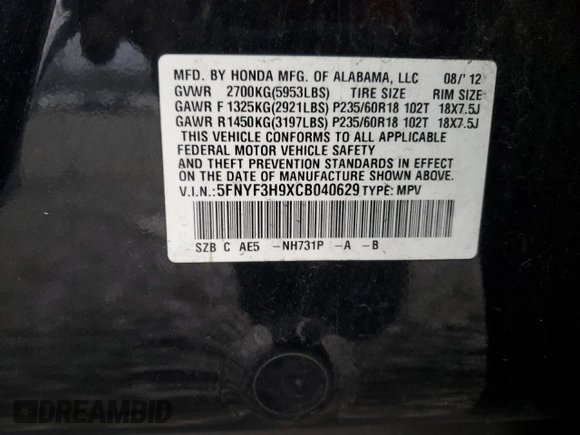 MFD. BY HONDA MFG. OF ALABAMA, LLC 08/'12
GVWR 2700KG(5953LBS) TIRE SIZE RIM SIZE
GAWR F 1325KG(2921LBS) P235/60R18 102T 18X7.5J
GAWR R1450KG(3197LBS) P235/60R18 102T 18X7.5J
THIS VEHICLE CONFORMS TO ALL APPLICABLE
FEDERAL MOTOR VEHICLE SAFETY
AND THEFT PREVENTION STANDARDS IN EFFECT
ON THE DATE OF MANUFACTURE SHOWN ABOVE
V.I.N.:5FNYF3H9XCB040629 TYPE: MPV
SZB C AE5 -NH731P -A -B
DREAMBID